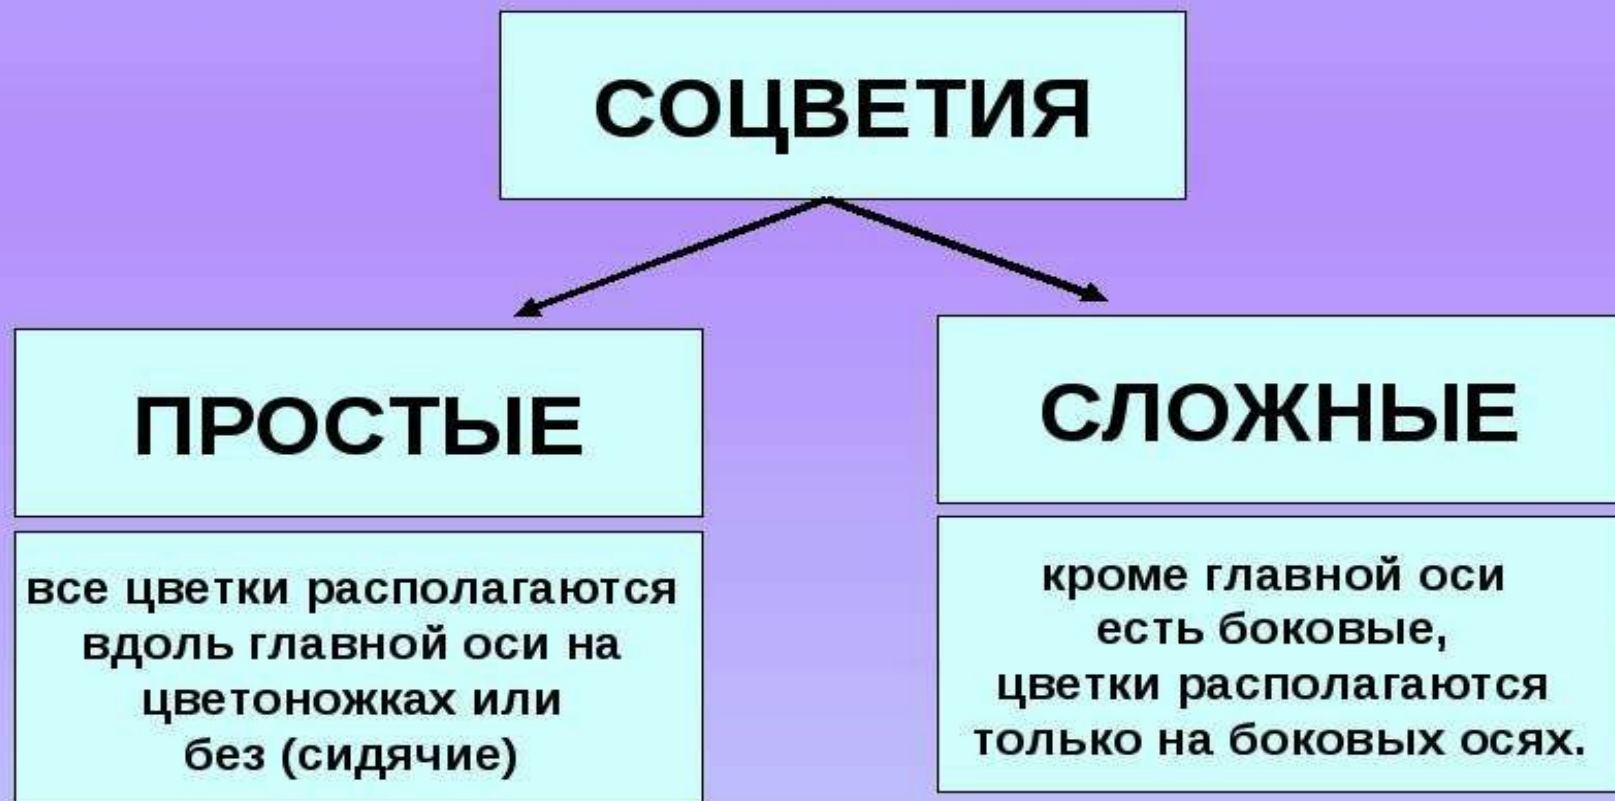 СОЦВЕТИЯ
ПРОСТЫЕ
все цветки располагаются
вдоль главной оси на
цветоножках или
без (сидячие)
СЛОЖНЫЕ
кроме главной оси
есть боковые,
цветки располагаются
только на боковых осях.